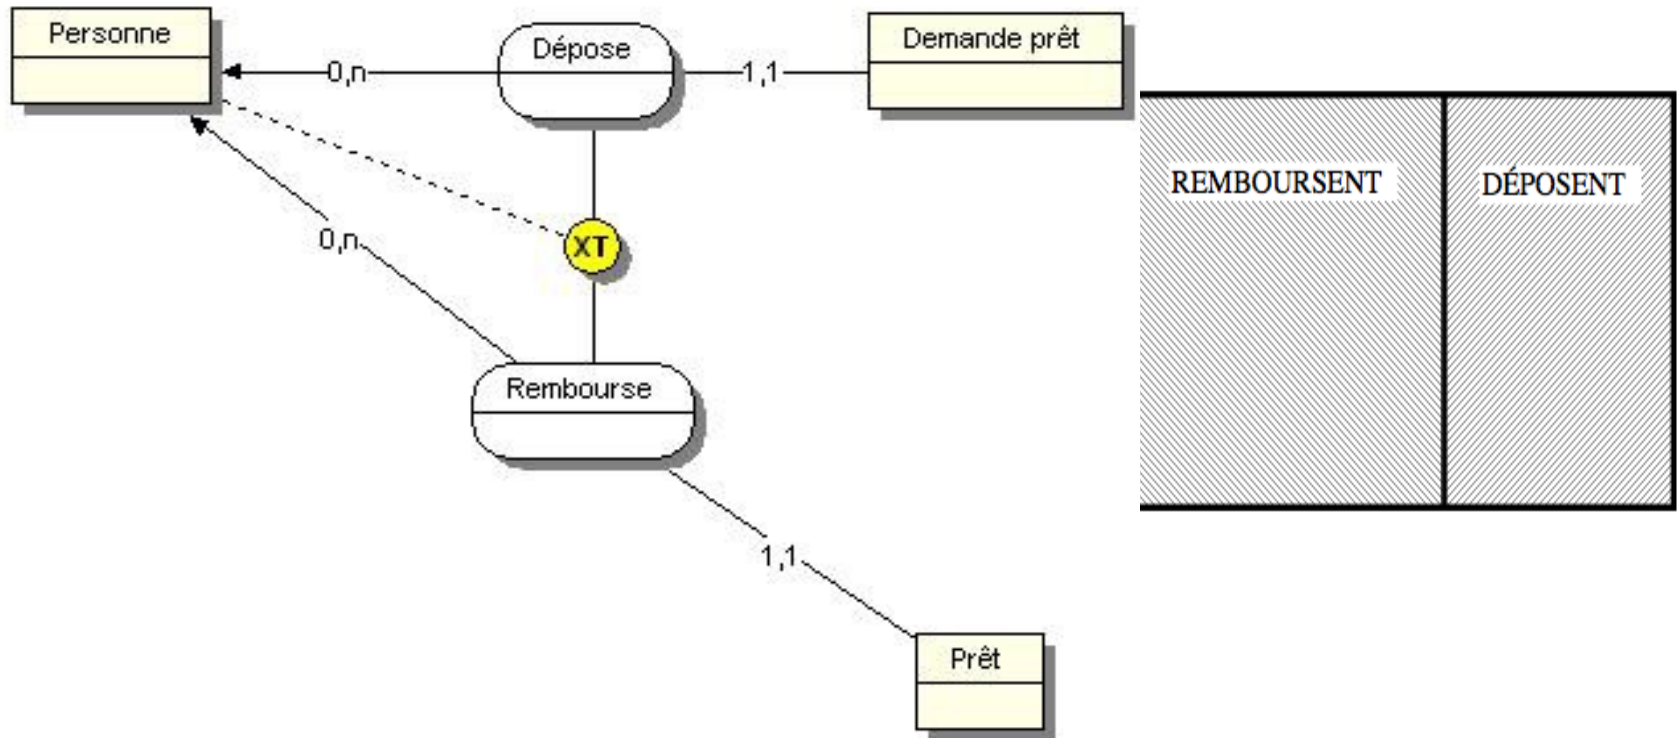 Personne
0,n
Dépose
1,1
Demande prêt
REMBOURSENT
DÉPOSENT
XT
0,n
Rembourse
1,1
Prêt